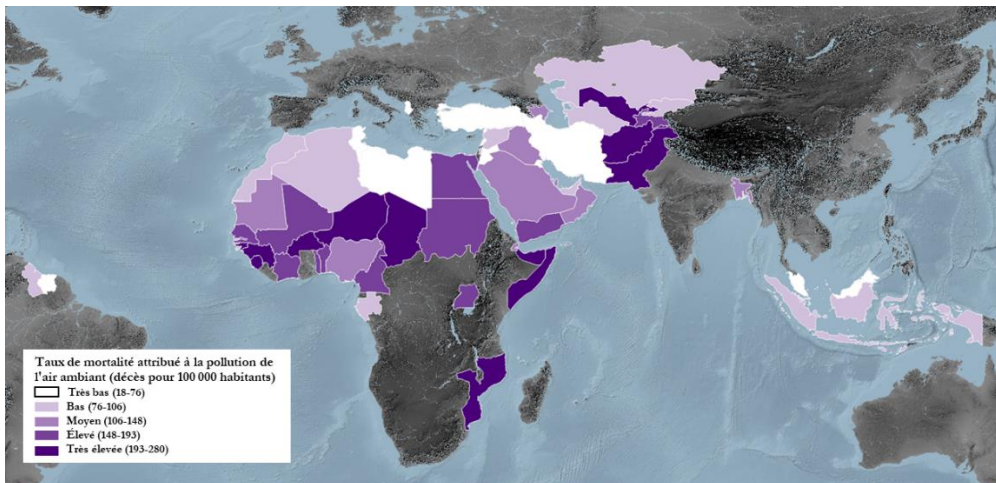 Taux de mortalité attribué à la pollution de
l'air ambiant (décès pour 100 000 habitants)
Très bas (18-76)
Bas (76-106)
Moyen (106-148)
Élevé (148-193)
Très élevée (193-280)